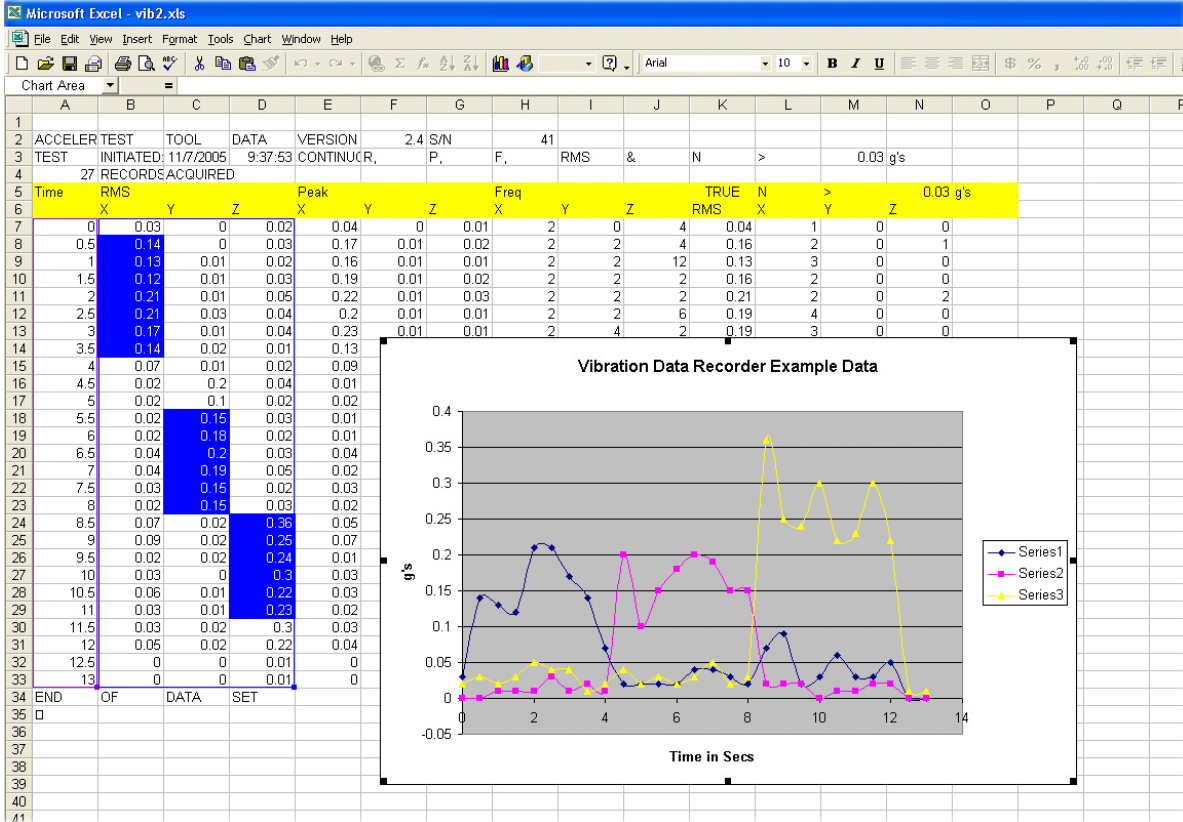 Microsoft Excel - vib2.xls
File Edit View Insert Format Tools Chart Window Help
Arial 10 B I U $ % ,
Chart Area =
A B C D E F G H I J K L M N O P Q
1
2 ACCELER TEST TOOL DATA VERSION 2.4 S/N 41
3 TEST INITIATED: 11/7/2005 9:37:53 CONTINUC R, P, F, RMS & N > 0.03 g's
4 27 RECORDS ACQUIRED
5 Time RMS Peak Freq TRUE N > 0.03 g's
6 X Y Z X Y Z X Y Z RMS X Y Z
7 0 0.03 0 0.02 0.04 0 0.01 2 0 4 0.04 1 0 0
8 0.5 0.14 0 0.03 0.17 0.01 0.02 2 2 4 0.16 2 0 1
9 1 0.13 0.01 0.02 0.16 0.01 0.01 2 2 12 0.13 3 0 0
10 1.5 0.12 0.01 0.03 0.19 0.01 0.02 2 2 2 0.16 2 0 0
11 2 0.21 0.01 0.05 0.22 0.01 0.03 2 2 2 0.21 2 0 2
12 2.5 0.21 0.03 0.04 0.2 0.01 0.01 2 2 6 0.19 4 0 0
13 3 0.17 0.01 0.04 0.23 0.01 0.01 2 4 2 0.19 3 0 0
14 3.5 0.14 0.02 0.01 0.13
15 4 0.07 0.01 0.02 0.09
16 4.5 0.02 0.2 0.04 0.01
17 5 0.02 0.1 0.02 0.02
18 5.5 0.02 0.15 0.03 0.01
19 6 0.02 0.18 0.02 0.01
20 6.5 0.04 0.2 0.03 0.04
21 7 0.04 0.19 0.05 0.02
22 7.5 0.03 0.15 0.02 0.03
23 8 0.02 0.15 0.03 0.02
24 8.5 0.07 0.02 0.36 0.05
25 9 0.09 0.02 0.25 0.07
26 9.5 0.02 0.02 0.24 0.01
27 10 0.03 0 0.3 0.03
28 10.5 0.06 0.01 0.22 0.03
29 11 0.03 0.01 0.23 0.02
30 11.5 0.03 0.02 0.3 0.03
31 12 0.05 0.02 0.22 0.04
32 12.5 0 0 0.01 0
33 13 0 0 0.01 0
34 END OF DATA SET
35
36
37
38
39
40
41
Vibration Data Recorder Example Data
0.4
0.35
0.3
0.25
0.2
0.15
0.1
0.05
0
-0.05
g's
0 2 4 6 8 10 12 14
Time in Secs
Series1
Series2
Series3